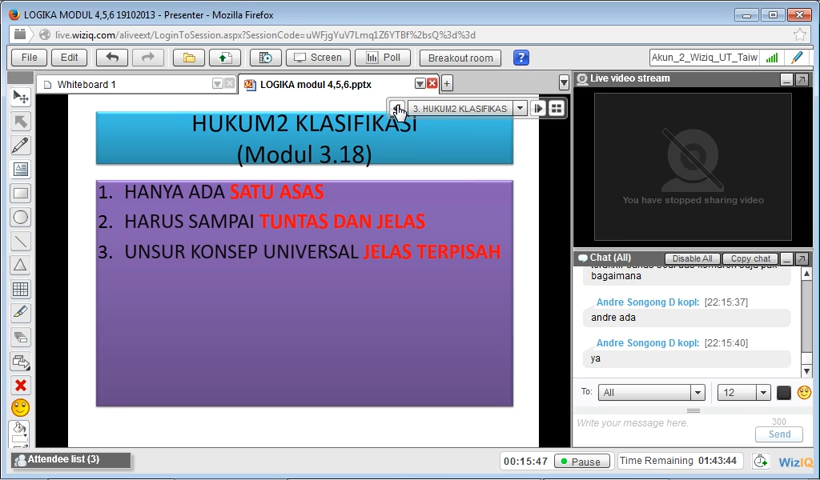 LOGIKA MODUL 4,5,6 19102013 - Presenter - Mozilla Firefox
live.wiziq.com/aliveext/LoginToSession.aspx?SessionCode=uWFJgYuV7Lmq1Z6YTBf%2bsQ%3d%3d
File Edit Screen Poll Breakout room ? Akun_2_Wiziq_UT_Taiw
Whiteboard 1 LOGIKA modul 4,5,6.pptx
3. HUKUM2 KLASIFIKAS
HUKUM2 KLASIFIKASI
(Modul 3.18)
1. HANYA ADA SATU ASAS
2. HARUS SAMPAI TUNTAS DAN JELAS
3. UNSUR KONSEP UNIVERSAL JELAS TERPISAH
Live video stream
You have stopped sharing video
Chat (All) Disable All Copy chat
bagaimana
Andre Songong D kopl: [22:15:37]
andre ada
Andre Songong D kopl: [22:15:40]
ya
To: All 12
Write your message here.
300
Send
Attendee list (3) 00:15:47 Pause Time Remaining 01:43:44 WizIQ